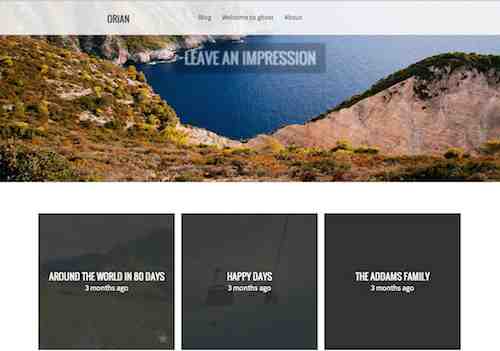 ORIAN
Blog Welcome to ghost About
LEAVE AN IMPRESSION
AROUND THE WORLD IN 80 DAYS
3 months ago
HAPPY DAYS
3 months ago
THE ADDAMS FAMILY
3 months ago